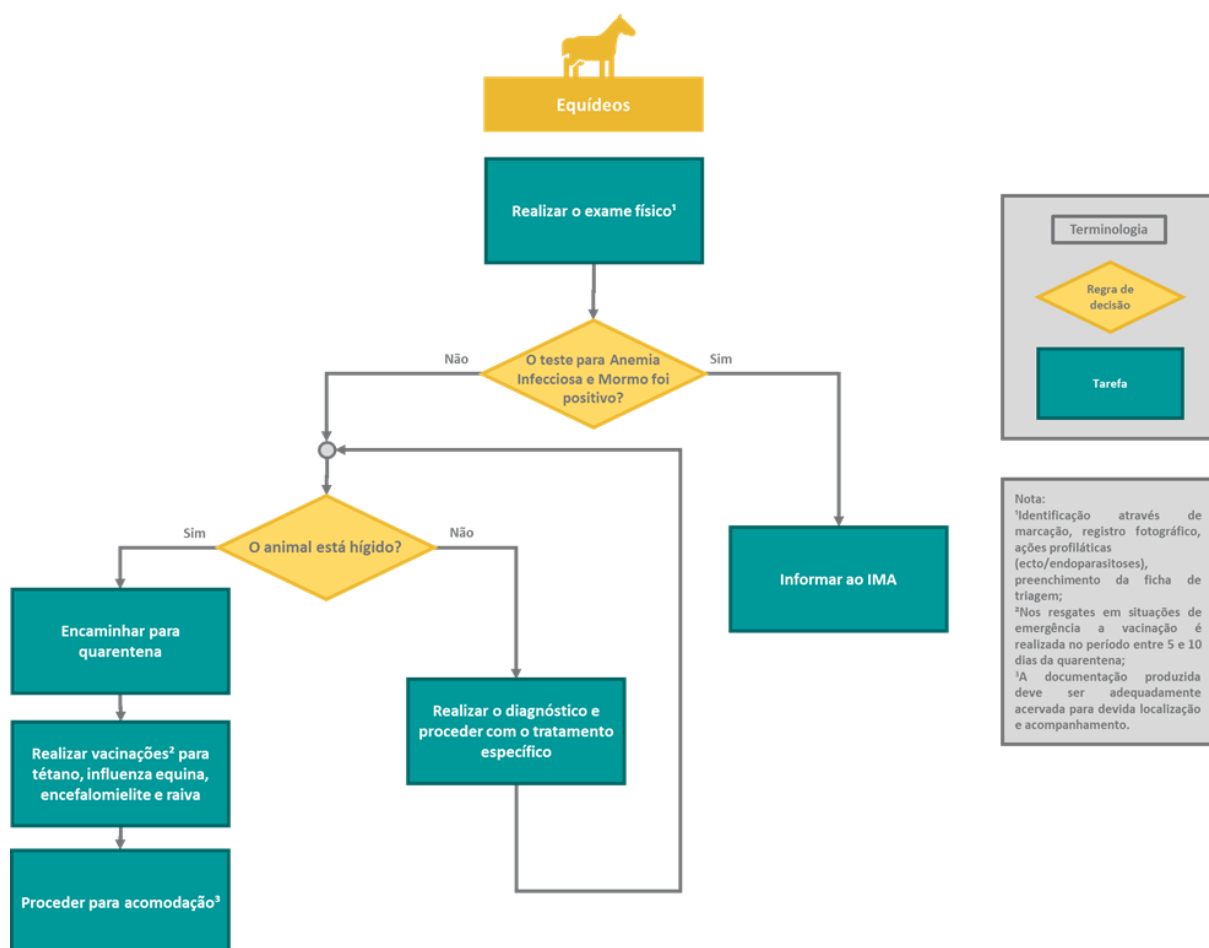 Equídeos
Realizar o exame físico¹
O teste para Anemia
Infecciosa e Mormo foi
positivo?
Não
Sim
O animal está hígido?
Sim
Não
Encaminhar para
quarentena
Realizar vacinações² para
tétano, influenza equina,
encefalomielite e raiva
Proceder para acomodação³
Realizar o diagnóstico e
proceder com o tratamento
específico
Informar ao IMA
Terminologia
Regra de
decisão
Tarefa
Nota:
¹Identificação através de
marcação, registro fotográfico,
ações profiláticas
(ecto/endoparasitoses),
preenchimento da ficha de
triagem;
²Nos resgates em situações de
emergência a vacinação é
realizada no período entre 5 e 10
dias da quarentena;
³A documentação produzida
deve ser adequadamente
acervada para devida localização
e acompanhamento.